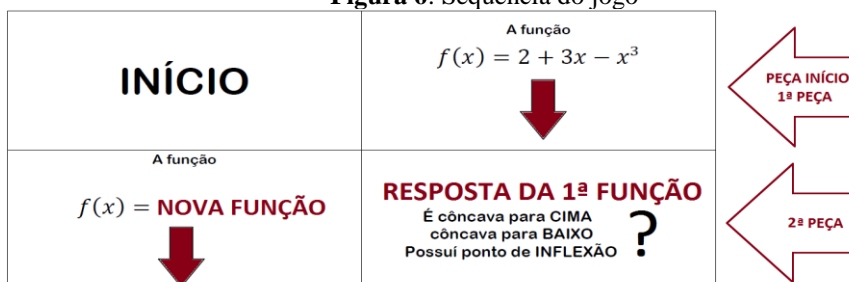 Figura 6: Sequência do jogo
INÍCIO
A função
f(x) = 2 + 3x − x³
PEÇA INÍCIO
1ª PEÇA
A função
f(x) = NOVA FUNÇÃO
RESPOSTA DA 1ª FUNÇÃO
É côncava para CIMA
côncava para BAIXO
Possuí ponto de INFLEXÃO
?
2ª PEÇA